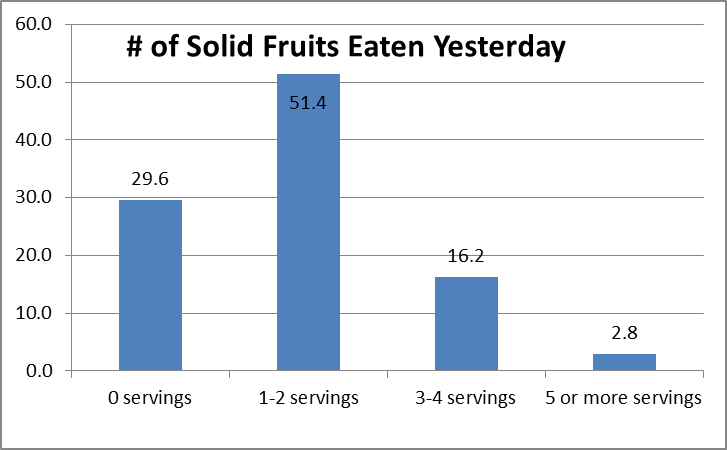 # of Solid Fruits Eaten Yesterday
60.0
50.0
40.0
30.0
20.0
10.0
0.0
29.6
51.4
16.2
2.8
0 servings
1-2 servings
3-4 servings
5 or more servings